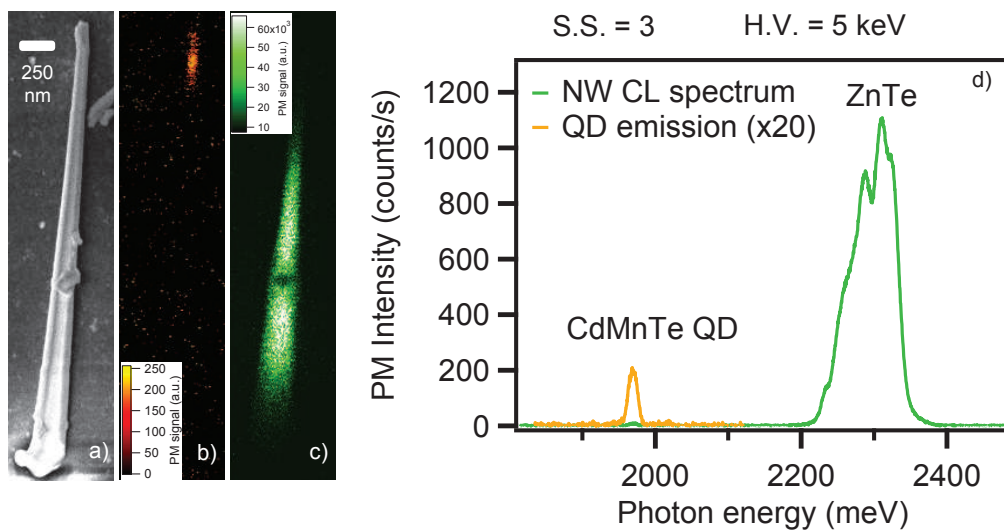 250
nm
a)
250
200
150
100
50
0
PM signal (a.u.)
b)
60x10³
50
40
30
20
10
PM signal (a.u.)
c)
S.S. = 3 H.V. = 5 keV
d)
NW CL spectrum
QD emission (x20)
ZnTe
CdMnTe QD
PM Intensity (counts/s)
1200
1000
800
600
400
200
0
2000 2200 2400
Photon energy (meV)